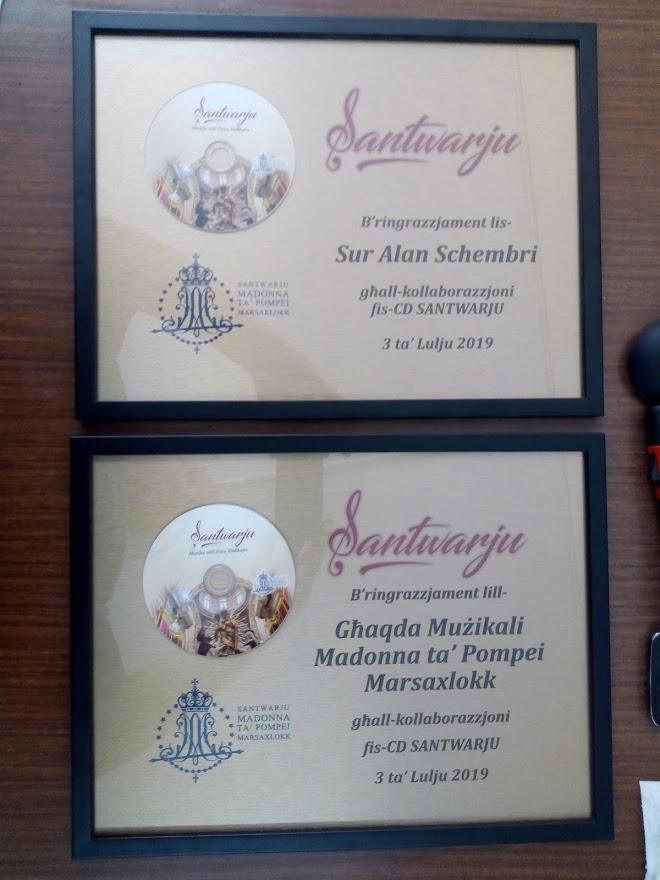 Santwarju
Santwarju
B'ringrazzjament lis-
Sur Alan Schembri
għall-kollaborazzjoni
fis-CD SANTWARJU
3 ta' Lulju 2019
SANTWARJU
MADONNA
TA' POMPEI
MARSAXLOKK
Santwarju
Santwarju
B'ringrazzjament lill-
Għaqda Mużikali
Madonna ta' Pompei
Marsaxlokk
għall-kollaborazzjoni
fis-CD SANTWARJU
3 ta' Lulju 2019
SANTWARJU
MADONNA
TA' POMPEI
MARSAXLOKK